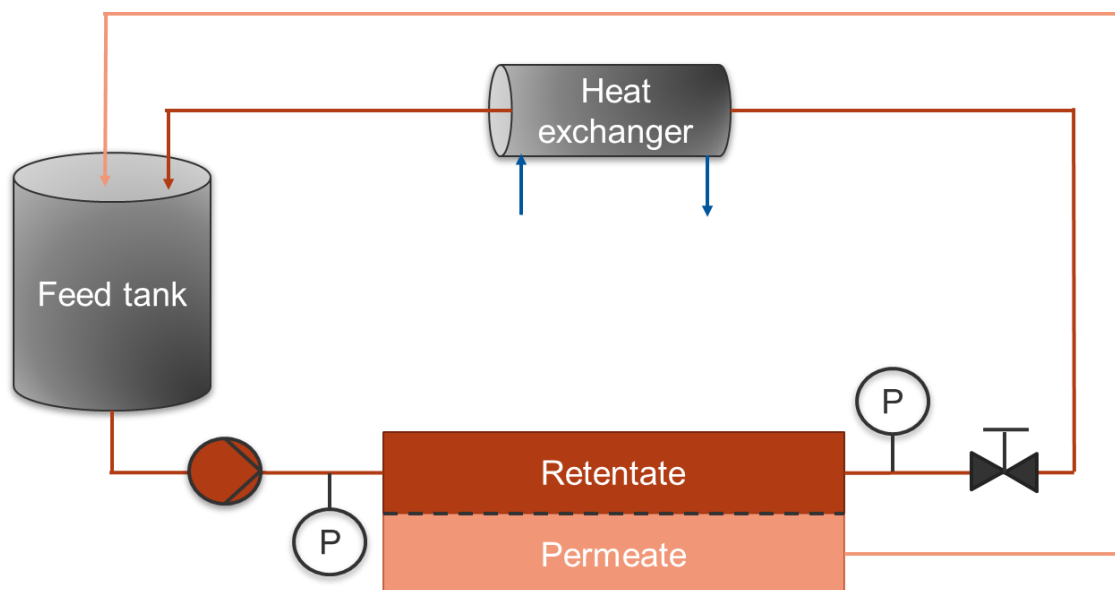 Heat
exchanger
Feed tank
P
Retentate
P
Permeate